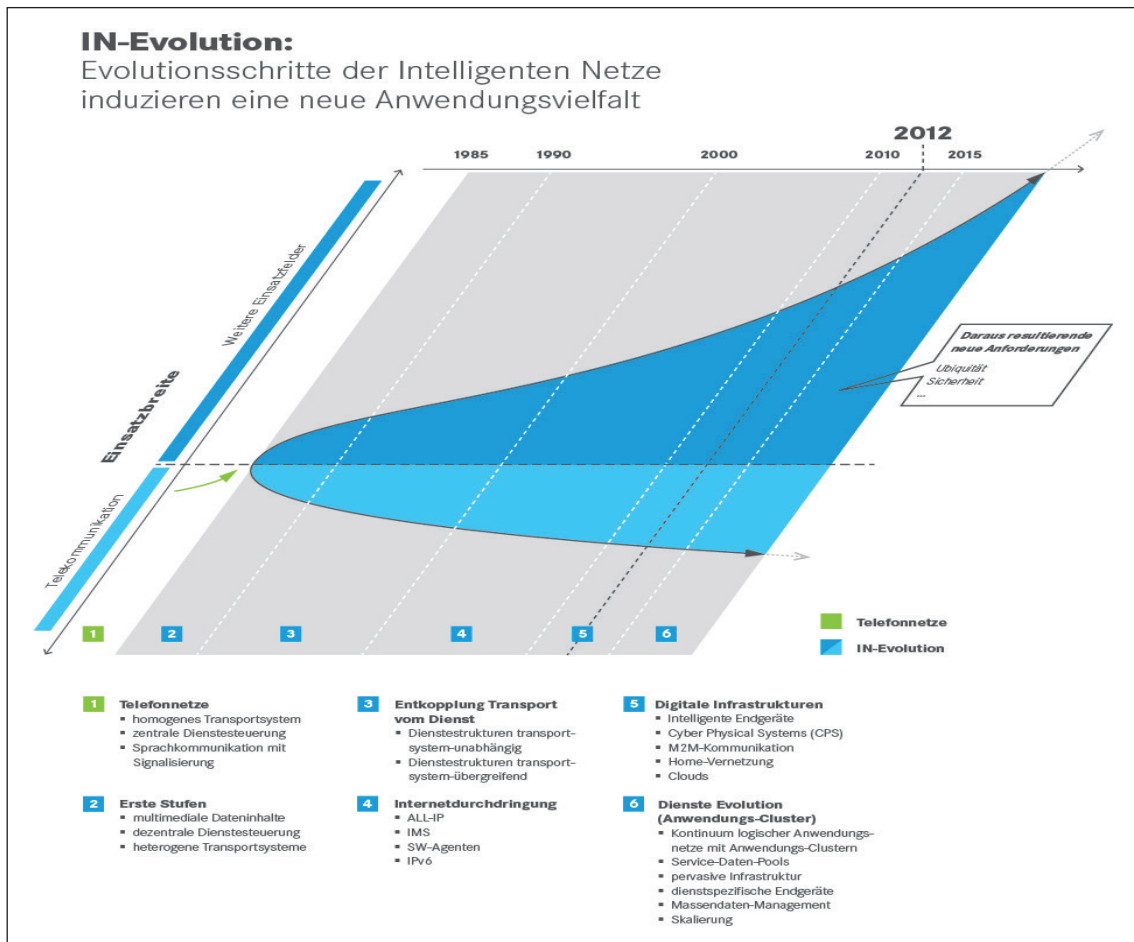 IN-Evolution:
Evolutionsschritte der Intelligenten Netze
induzieren eine neue Anwendungsvielfalt
2012
1985
1990
2000
2010
2015
Weitere Einsatzfelder
Einsatzbreite
Telekommunikation
Daraus resultierende
neue Anforderungen
Ubiquität
Sicherheit
...
1
2
3
4
5
6
Telefonnetze
IN-Evolution
1 Telefonnetze
▪ homogenes Transportsystem
▪ zentrale Dienstesteuerung
▪ Sprachkommunikation mit
Signalisierung
2 Erste Stufen
▪ multimediale Dateninhalte
▪ dezentrale Dienstesteuerung
▪ heterogene Transportsysteme
3 Entkopplung Transport
vom Dienst
▪ Dienstestrukturen transport-
system-unabhängig
▪ Dienstestrukturen transport-
system-übergreifend
4 Internetdurchdringung
▪ ALL-IP
▪ IMS
▪ SW-Agenten
▪ IPv6
5 Digitale Infrastrukturen
▪ Intelligente Endgeräte
▪ Cyber Physical Systems (CPS)
▪ M2M-Kommunikation
▪ Home-Vernetzung
▪ Clouds
6 Dienste Evolution
(Anwendungs-Cluster)
▪ Kontinuum logischer Anwendungs-
netze mit Anwendungs-Clustern
▪ Service-Daten-Pools
▪ pervasive Infrastruktur
▪ dienstspezifische Endgeräte
▪ Massendaten-Management
▪ Skalierung